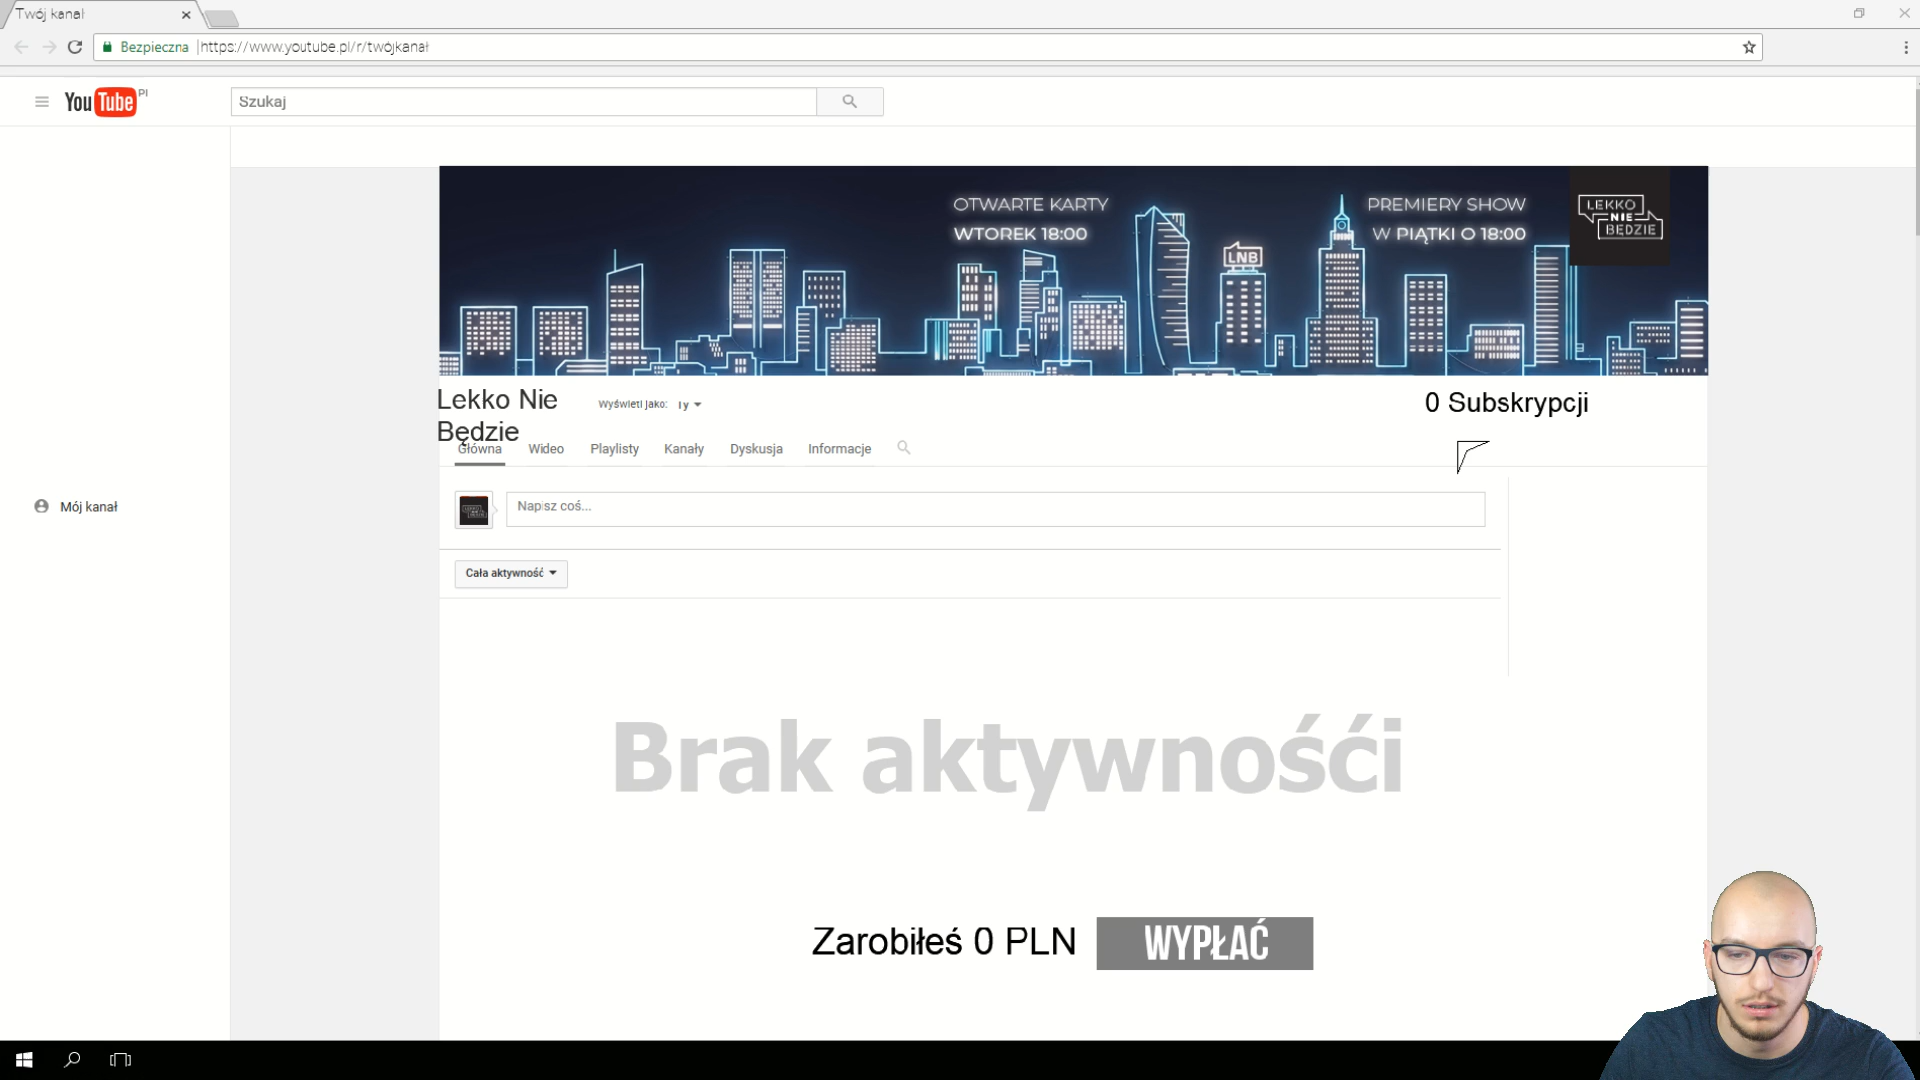 Twój kanał
Bezpieczna
https://www.youtube.pl/r/twójkanał
YouTube Pl
Szukaj
OTWARTE KARTY
WTOREK 18:00
PREMIERY SHOW
W PIĄTKI O 18:00
LEKKO
NIE
BĘDZIE
LNB
Lekko Nie
Będzie
Wyświetl jako:
0 Subskrypcji
Główna
Wideo
Playlisty
Kanały
Dyskusja
Informacje
Mój kanał
Napisz coś...
Cała aktywność
Brak aktywnośći
Zarobiłeś 0 PLN
WYPŁAĆ